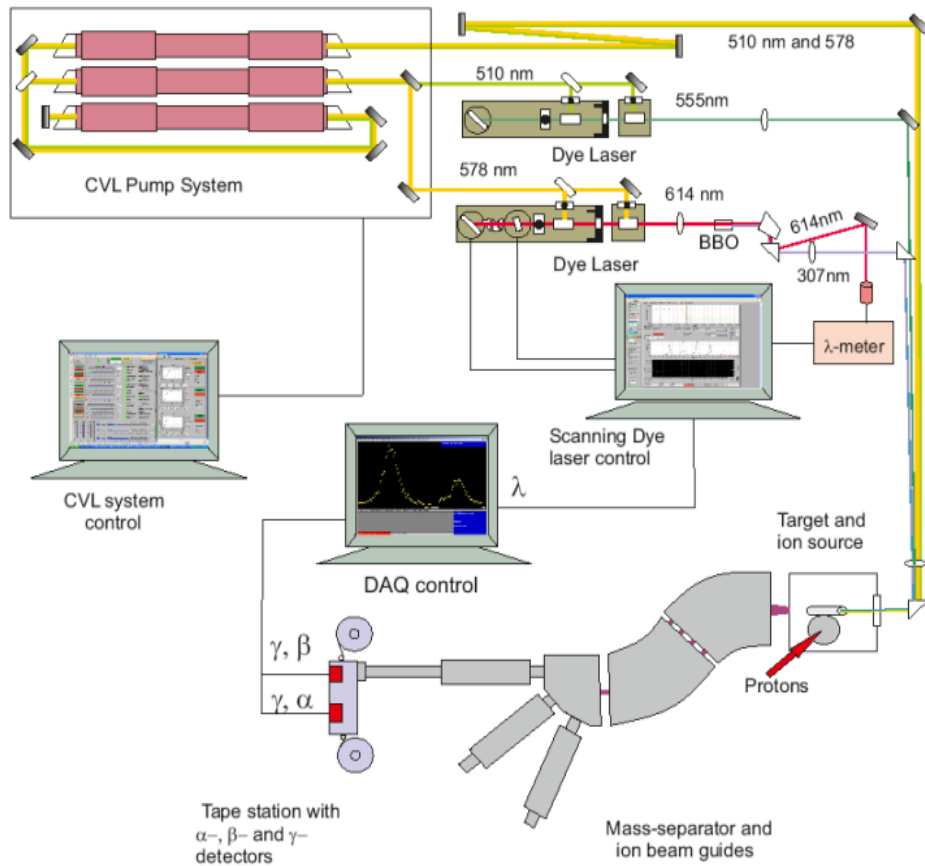 510 nm and 578
510 nm
555nm
Dye Laser
CVL Pump System
578 nm
614 nm
BBO
614nm
307nm
Dye Laser
λ-meter
Scanning Dye
laser control
CVL system
control
λ
DAQ control
Target and
ion source
γ, β
γ, α
Protons
Tape station with
α–, β– and γ–
detectors
Mass-separator and
ion beam guides